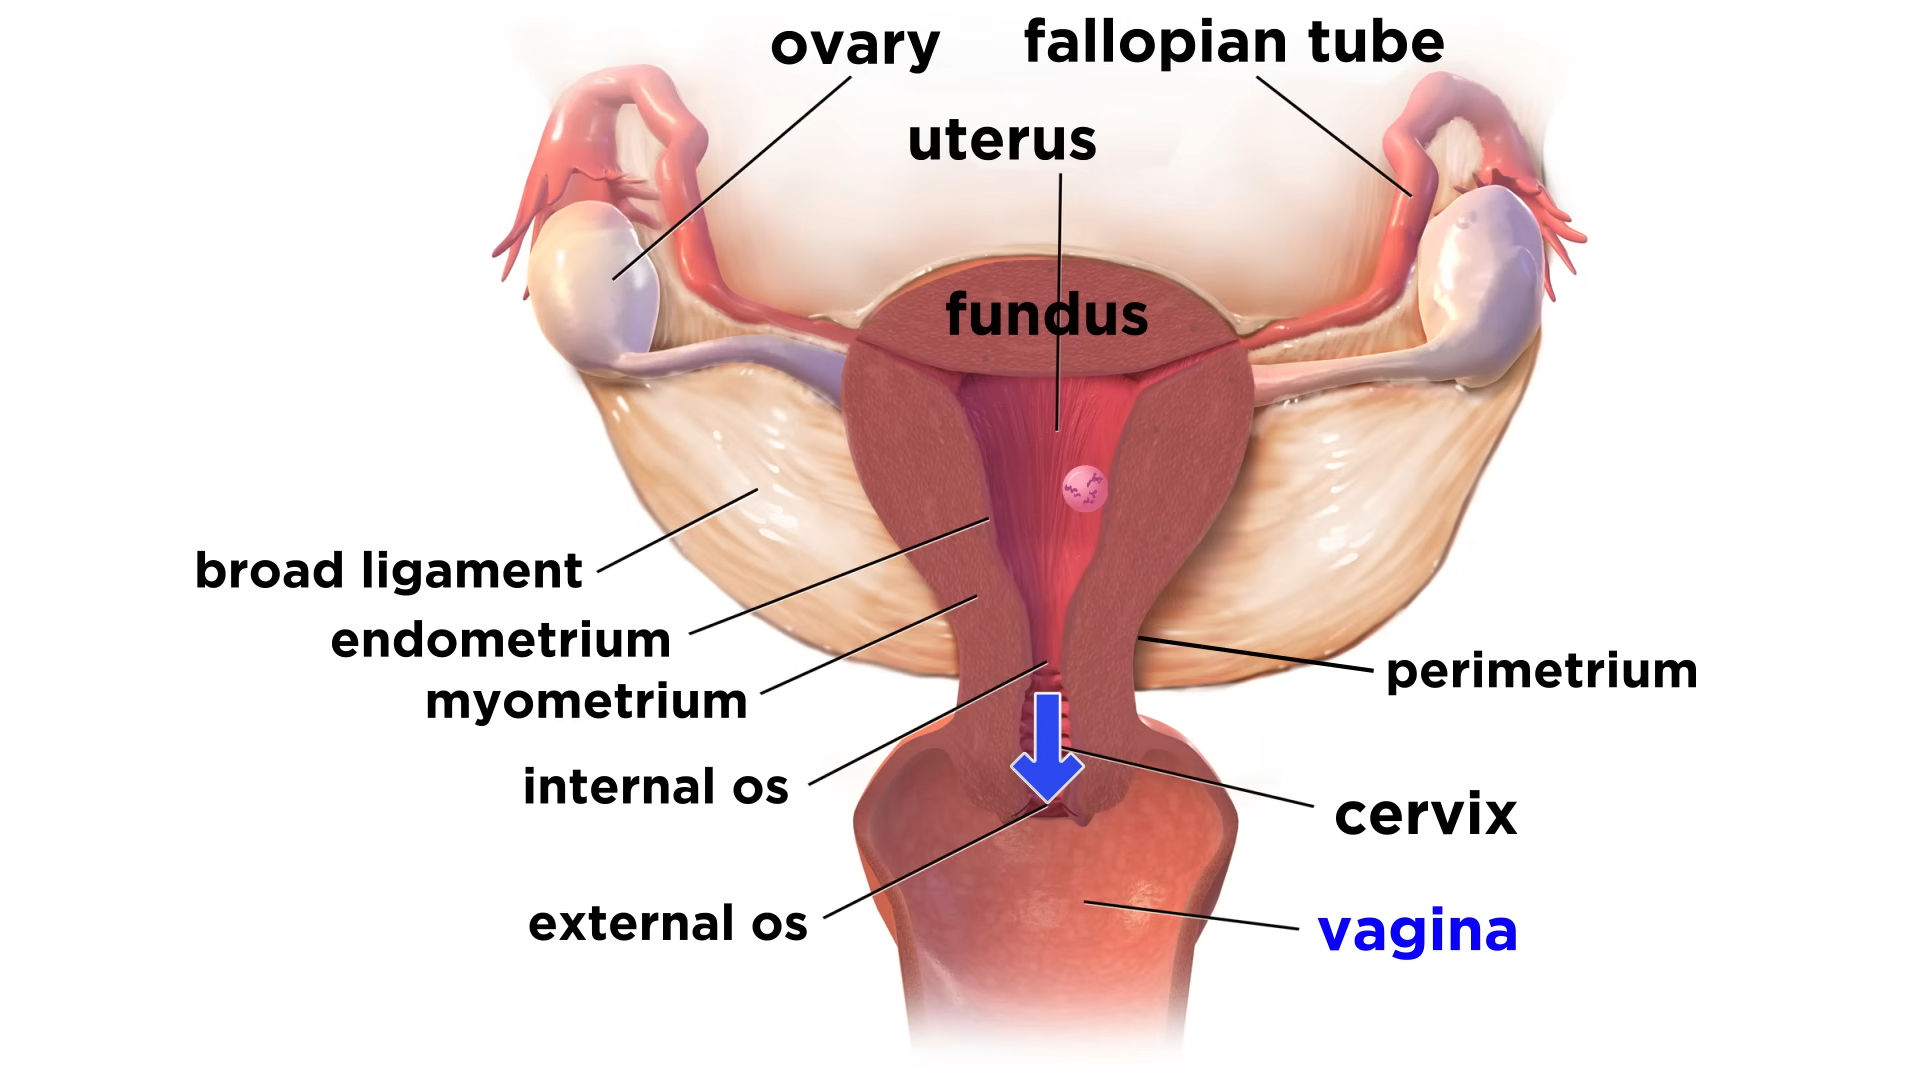 ovary
fallopian tube
uterus
fundus
broad ligament
endometrium
myometrium
perimetrium
internal os
cervix
external os
vagina